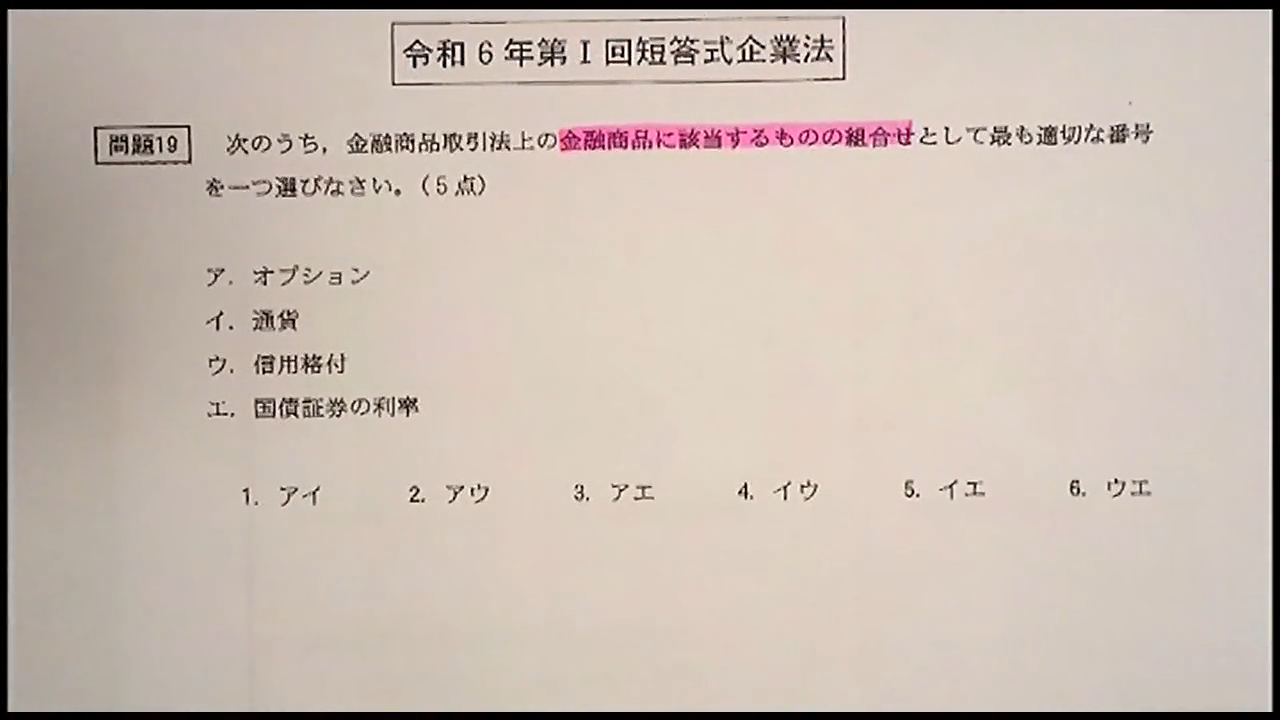 令和6年第Ⅰ回短答式企業法
問題19 次のうち,金融商品取引法上の金融商品に該当するものの組合せとして最も適切な番号
を一つ選びなさい。(5点)
ア.オプション
イ.通貨
ウ.信用格付
エ.国債証券の利率
1.アイ 2.アウ 3.アエ 4.イウ 5.イエ 6.ウエ